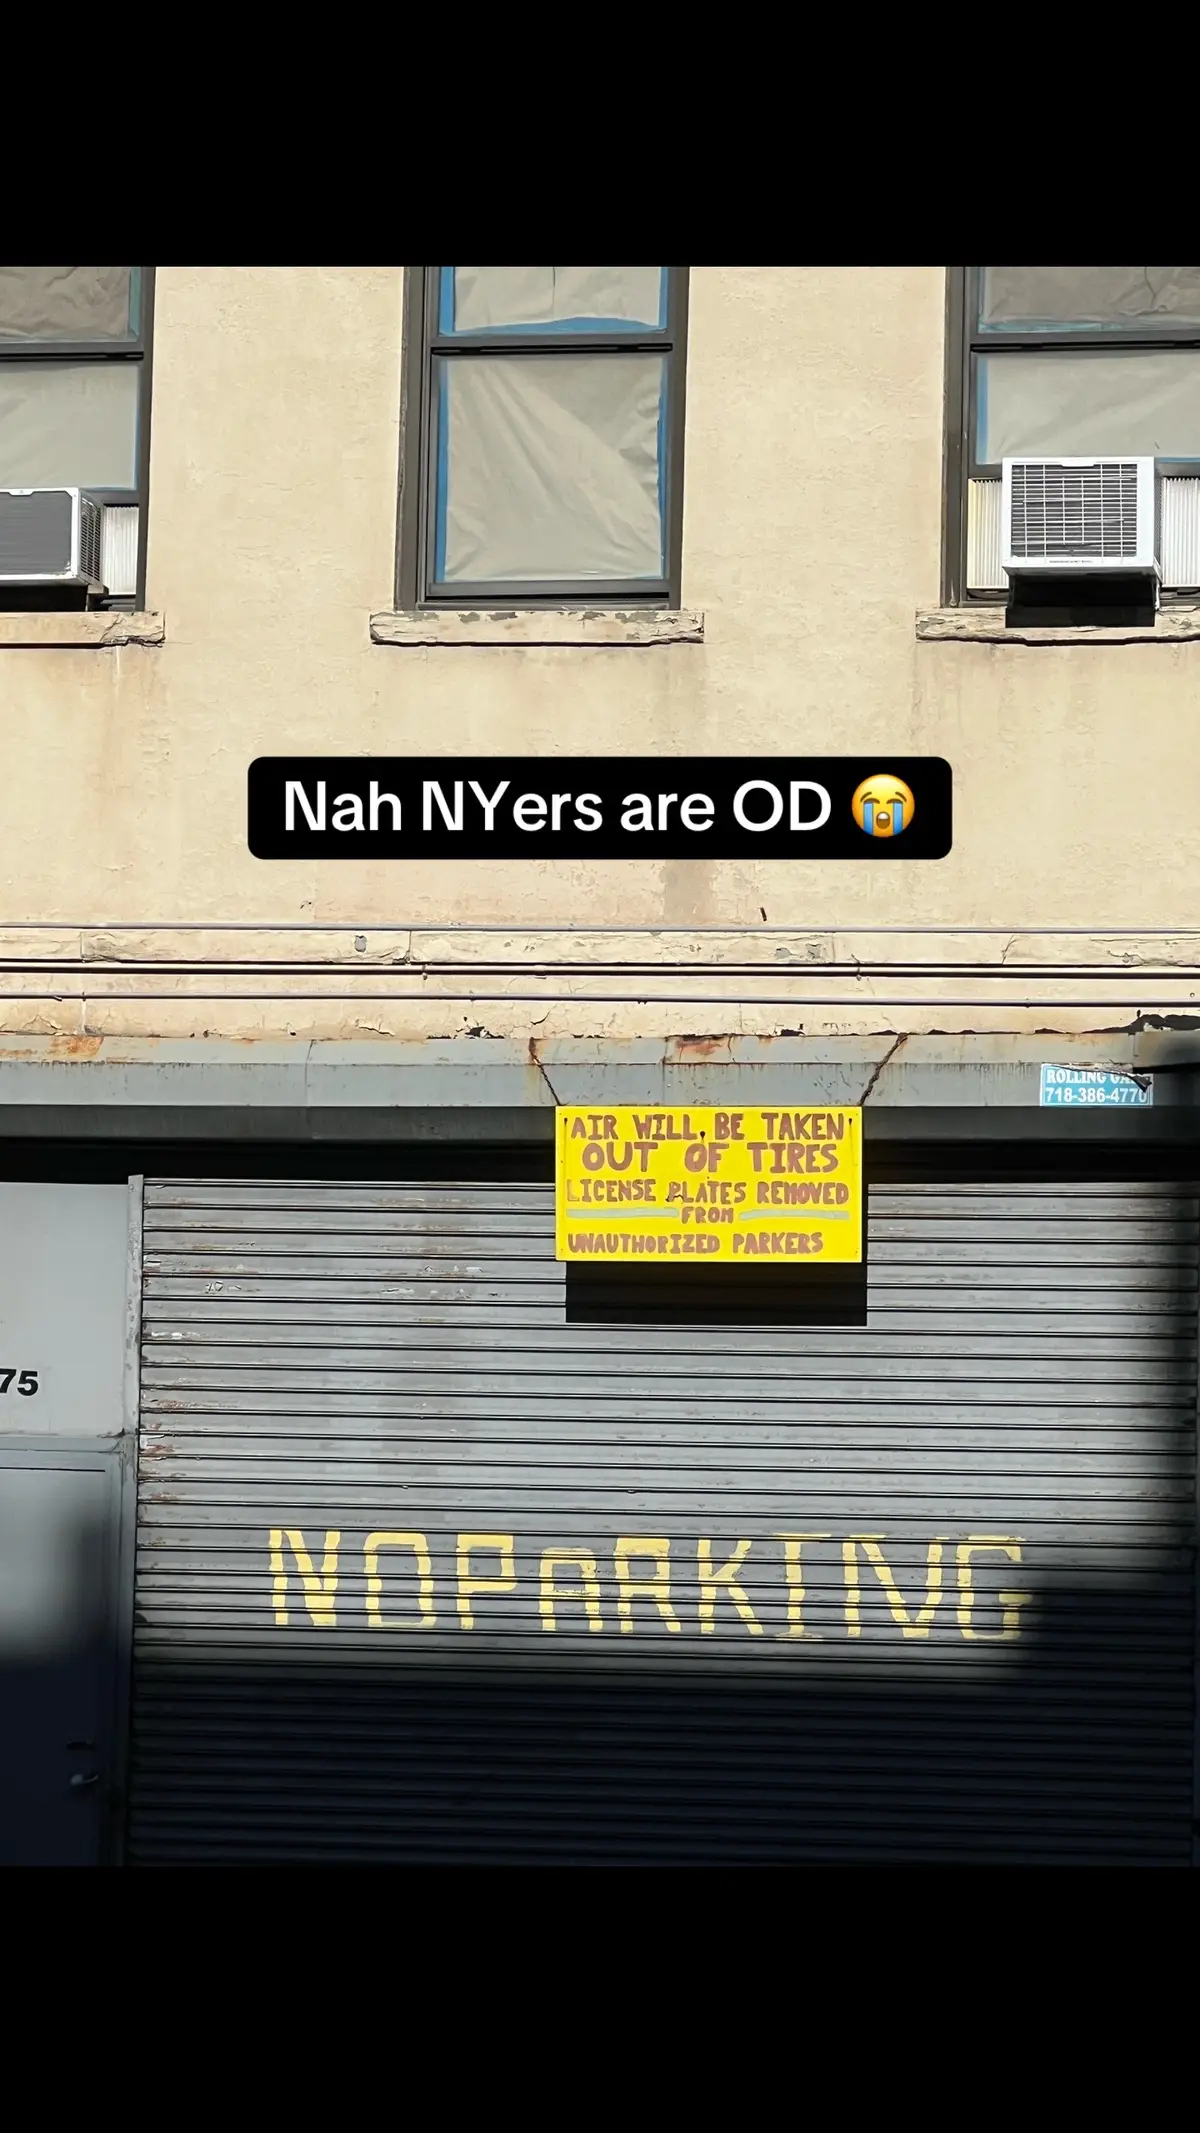 Nah NYers are OD 😭
ROLLING
718-386-4770
AIR WILL BE TAKEN
OUT OF TIRES
LICENSE PLATES REMOVED
FROM
UNAUTHORIZED PARKERS
75
NOPARKING